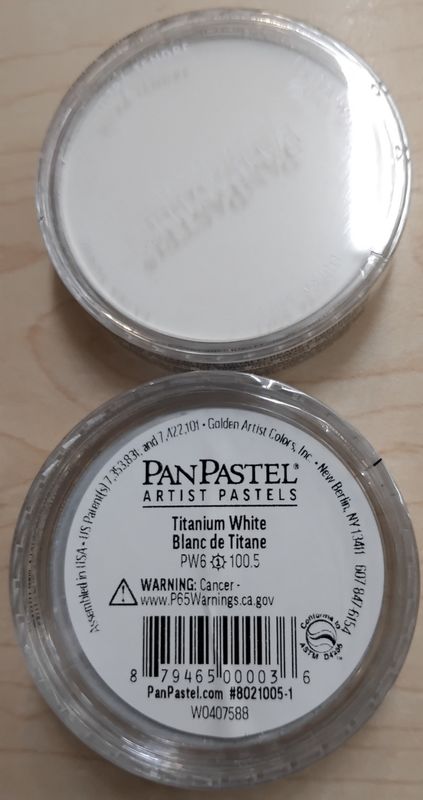 PANPASTEL
Assembled in USA • US Patent(s) 7,353,831, and 7,422,101 • Golden Artist Colors, Inc. • New Berlin, NY 13411 607 847 6154
PANPASTEL®
ARTIST PASTELS
Titanium White
Blanc de Titane
PW6 1 100.5
WARNING: Cancer -
www.P65Warnings.ca.gov
Conforms to
ASTM D4236
8 79465 00003 6
PanPastel.com #8021005-1
W0407588